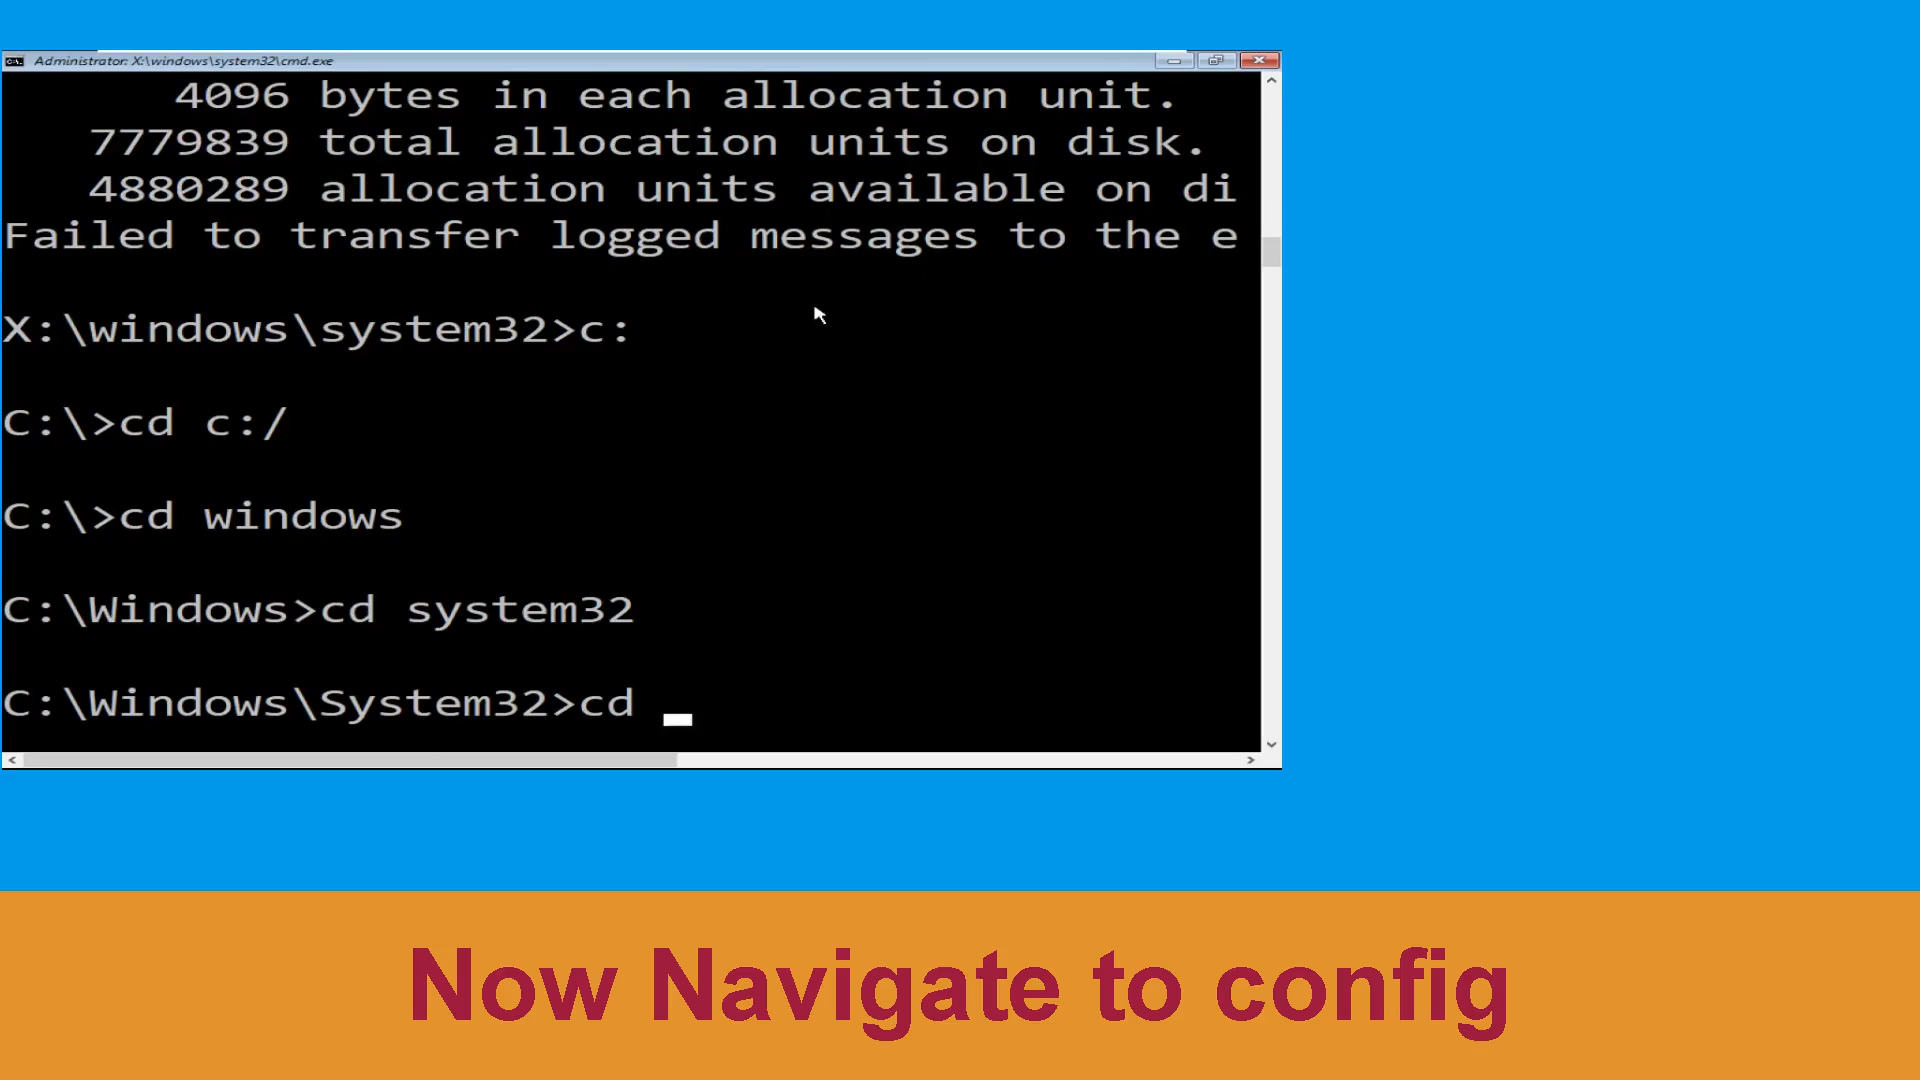 Administrator: X:\windows\system32\cmd.exe
4096 bytes in each allocation unit.
7779839 total allocation units on disk.
4880289 allocation units available on di
Failed to transfer logged messages to the e
X:\windows\system32>c:
C:\>cd c:/
C:\>cd windows
C:\Windows>cd system32
C:\Windows\System32>cd
Now Navigate to config